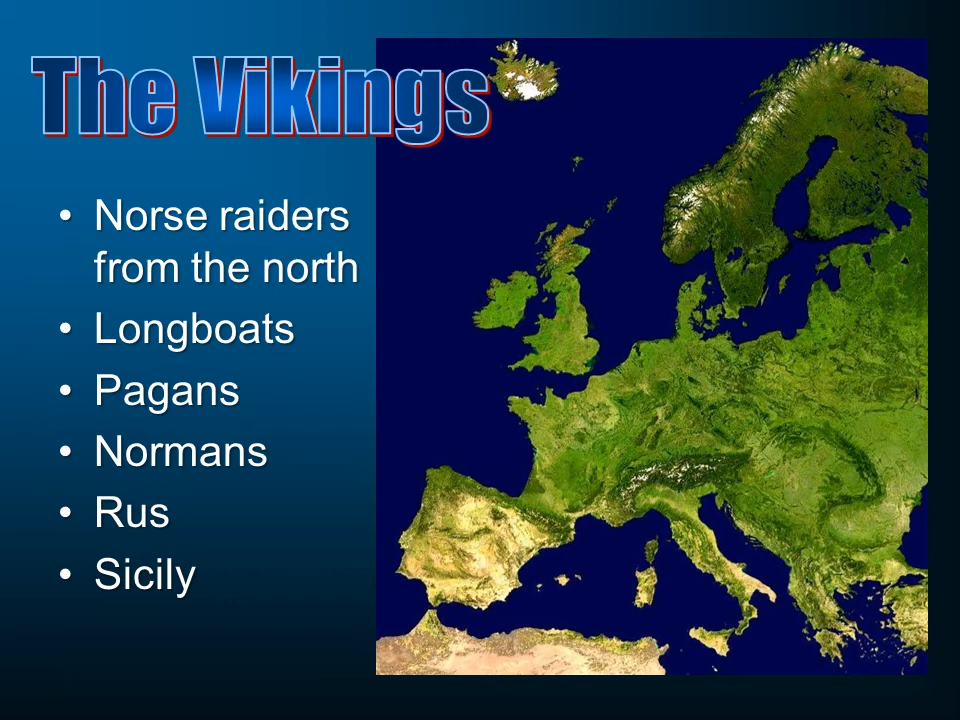 The Vikings
• Norse raiders
from the north
• Longboats
• Pagans
• Normans
• Rus
• Sicily